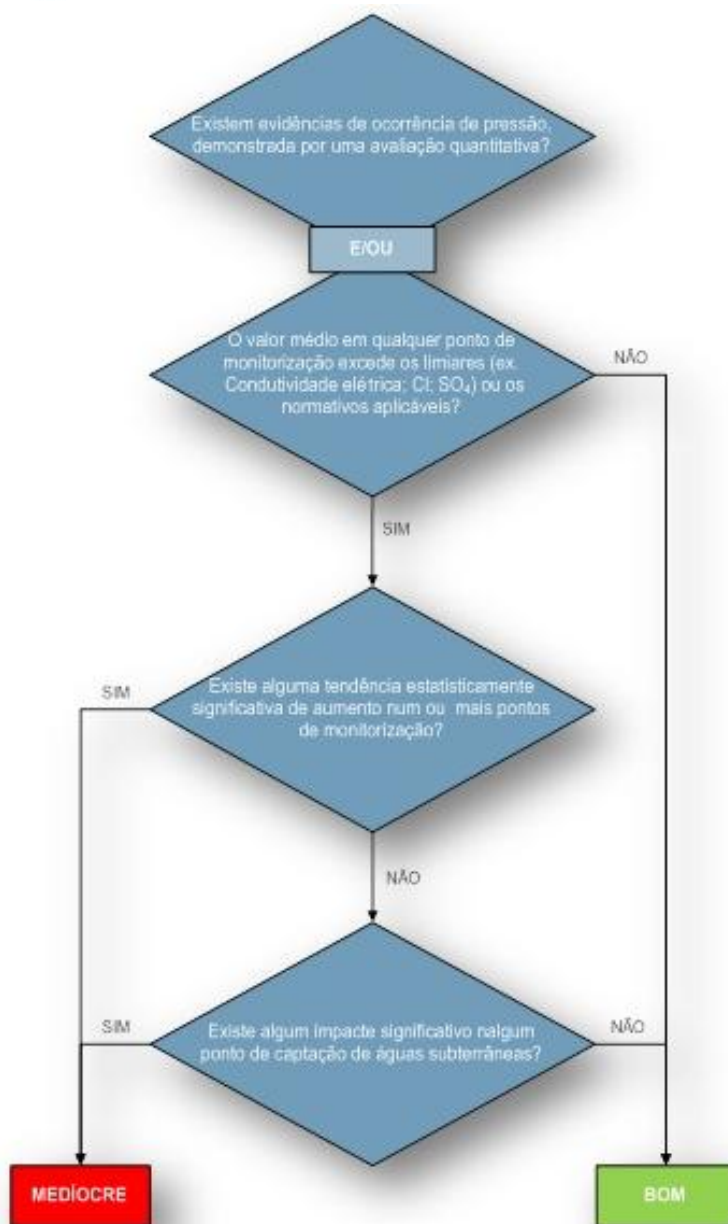 Existem evidências de ocorrência de pressão,
demonstrada por uma avaliação quantitativa?
E/OU
O valor médio em qualquer ponto de
monitorização excede os limiares (ex.
Condutividade elétrica; Cl; SO₄) ou os
normativos aplicáveis?
NÃO
SIM
Existe alguma tendência estatisticamente
significativa de aumento num ou mais pontos
de monitorização?
SIM
NÃO
Existe algum impacte significativo nalgum
ponto de captação de águas subterrâneas?
SIM
NÃO
MEDÍOCRE
BOM